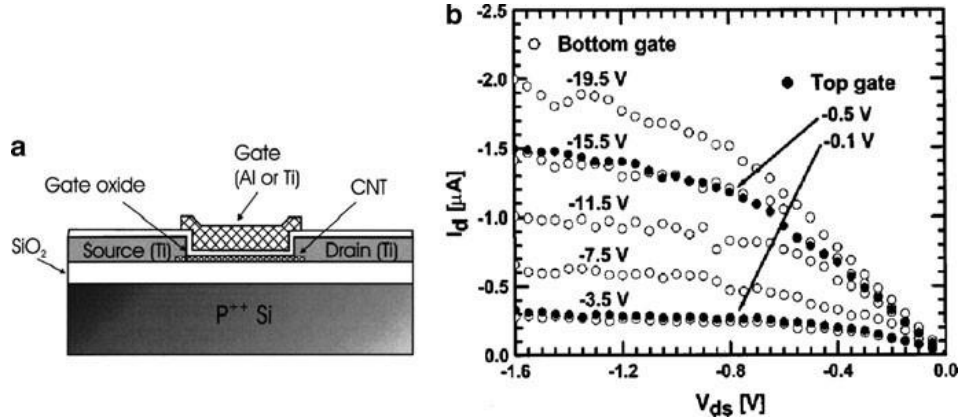 a
Gate
(Al or Ti)
Gate oxide
CNT
SiO₂
Source (Ti)
Drain (Ti)
P⁺⁺ Si
b
-2.5
-2.0
-1.5
-1.0
-0.5
0.0
I_d [µA]
Bottom gate
-19.5 V
Top gate
-0.5 V
-15.5 V
-0.1 V
-11.5 V
-7.5 V
-3.5 V
-1.6
-1.2
-0.8
-0.4
0.0
V_ds [V]